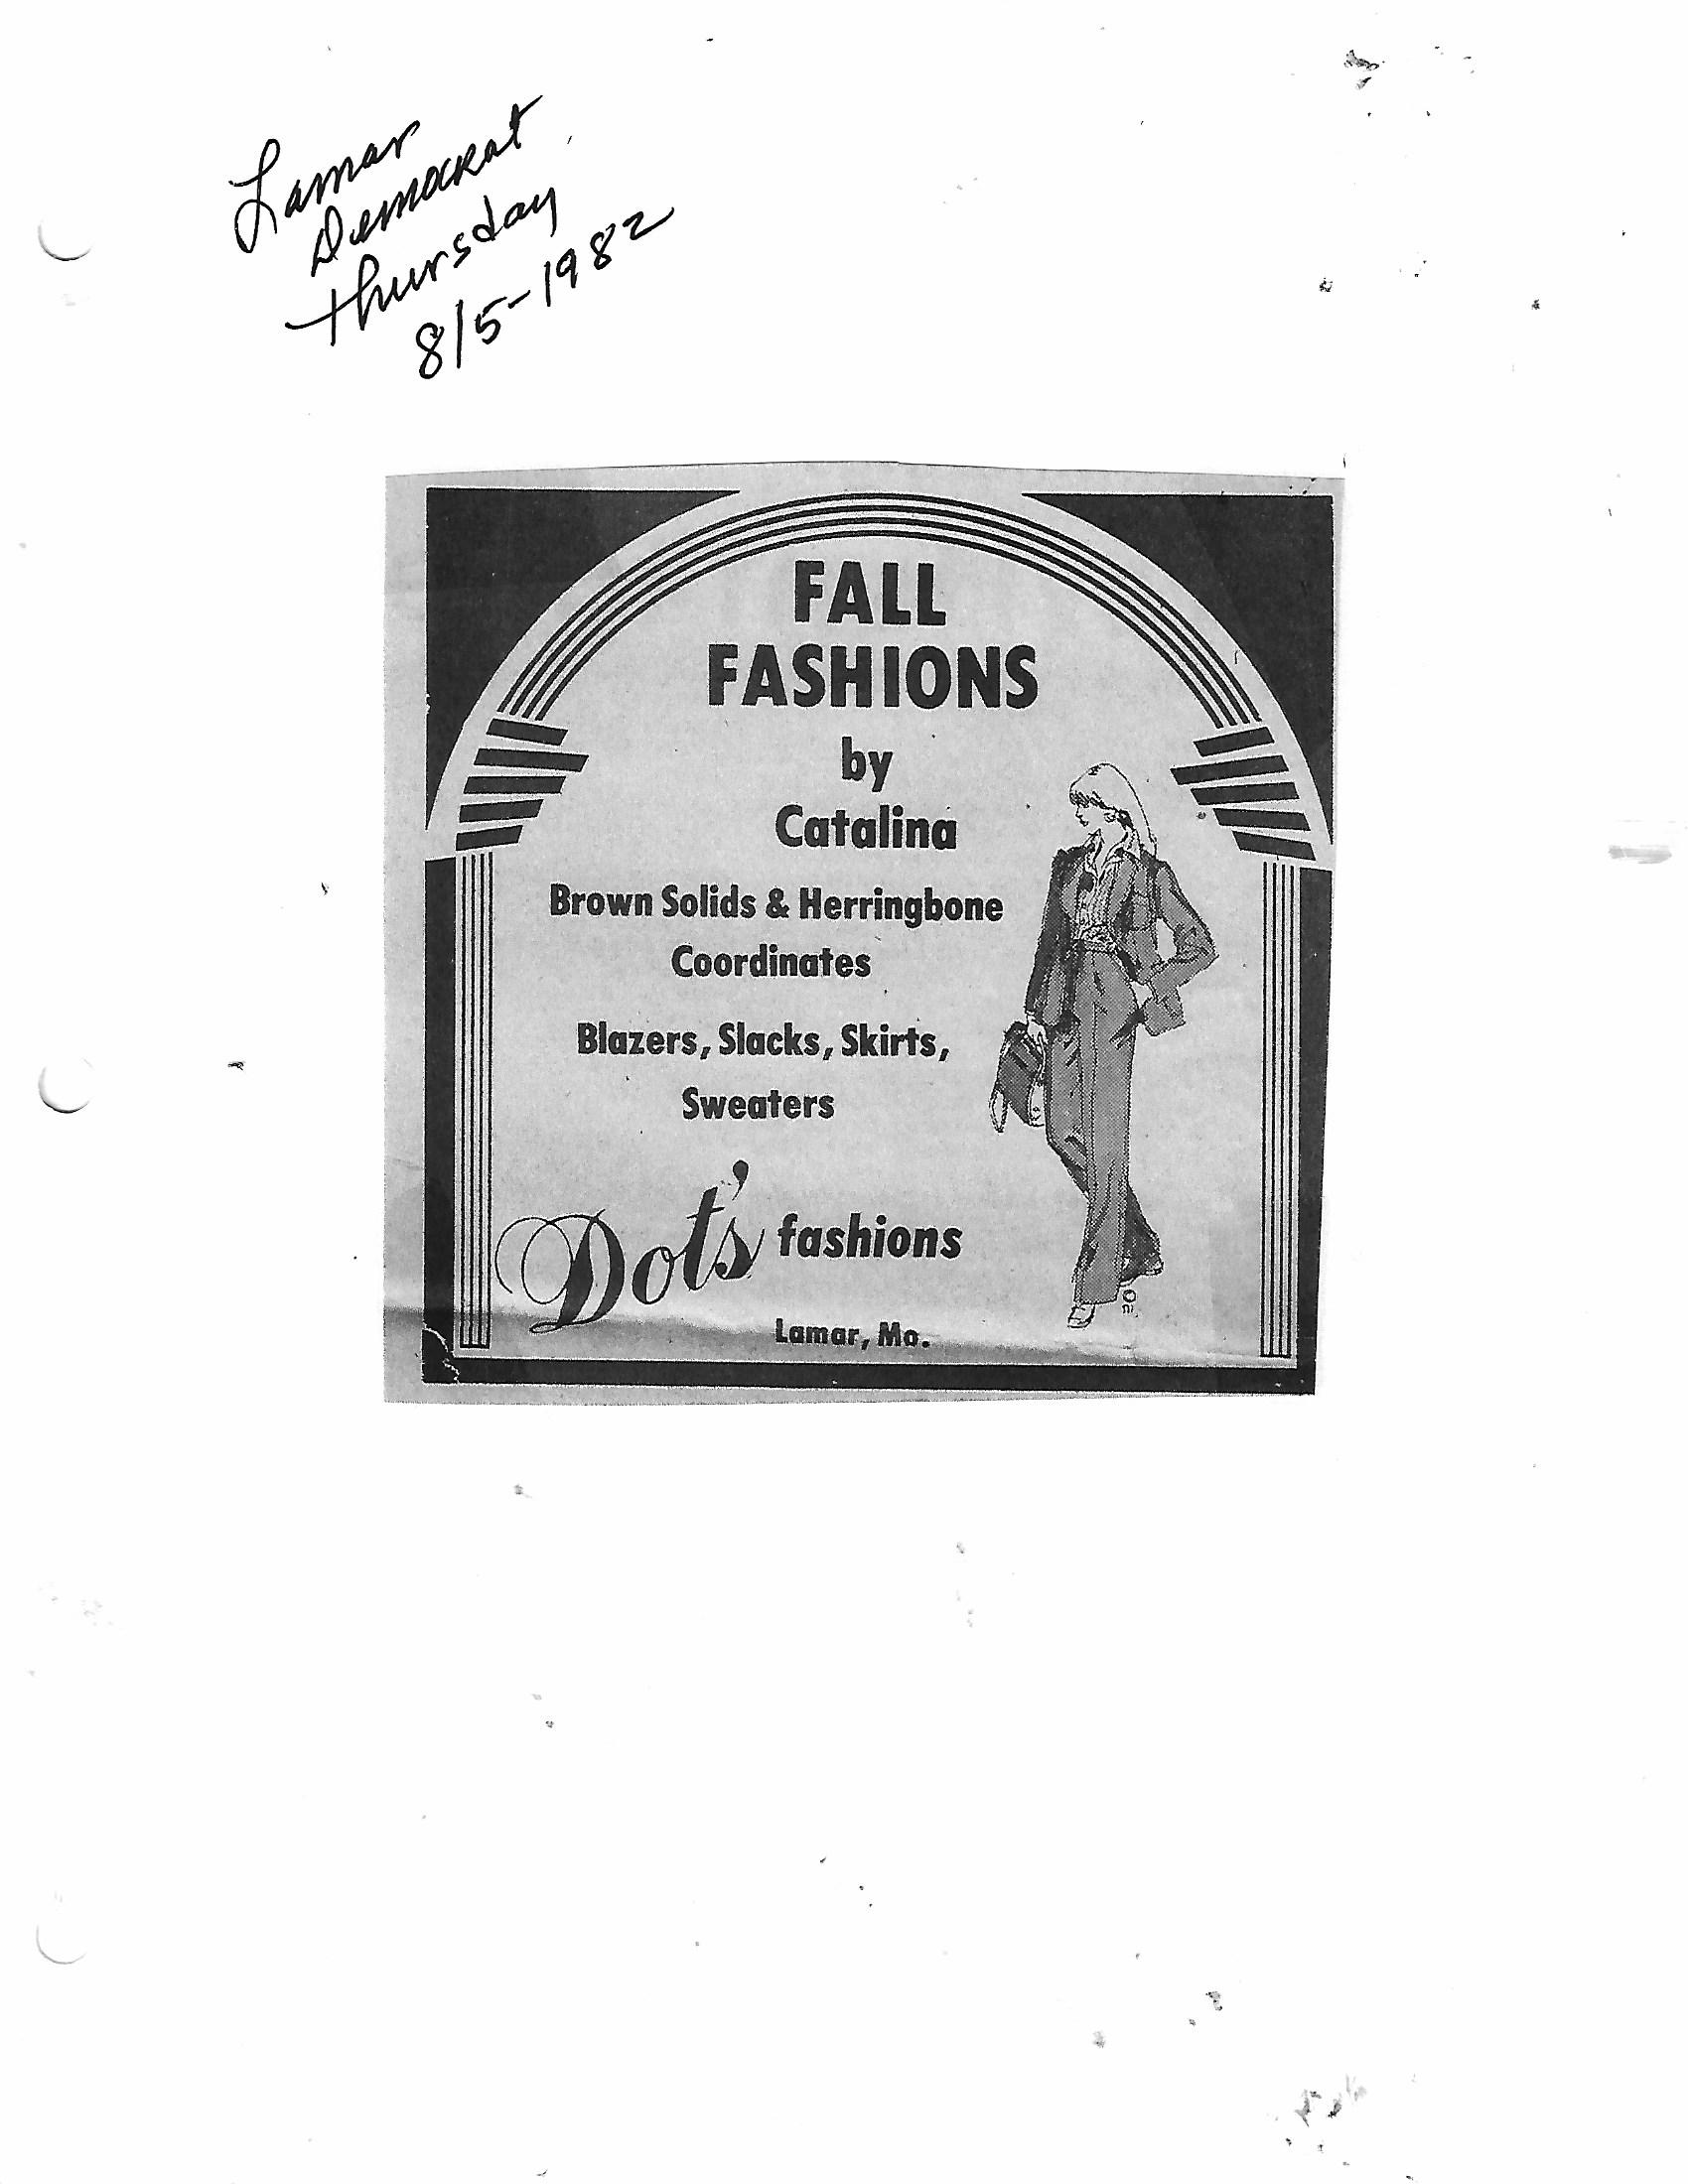 Lamar
Democrat
Thursday
8/5-1982
FALL
FASHIONS
by
Catalina
Brown Solids & Herringbone
Coordinates
Blazers, Slacks, Skirts,
Sweaters
Dot's fashions
Lamar, Mo.